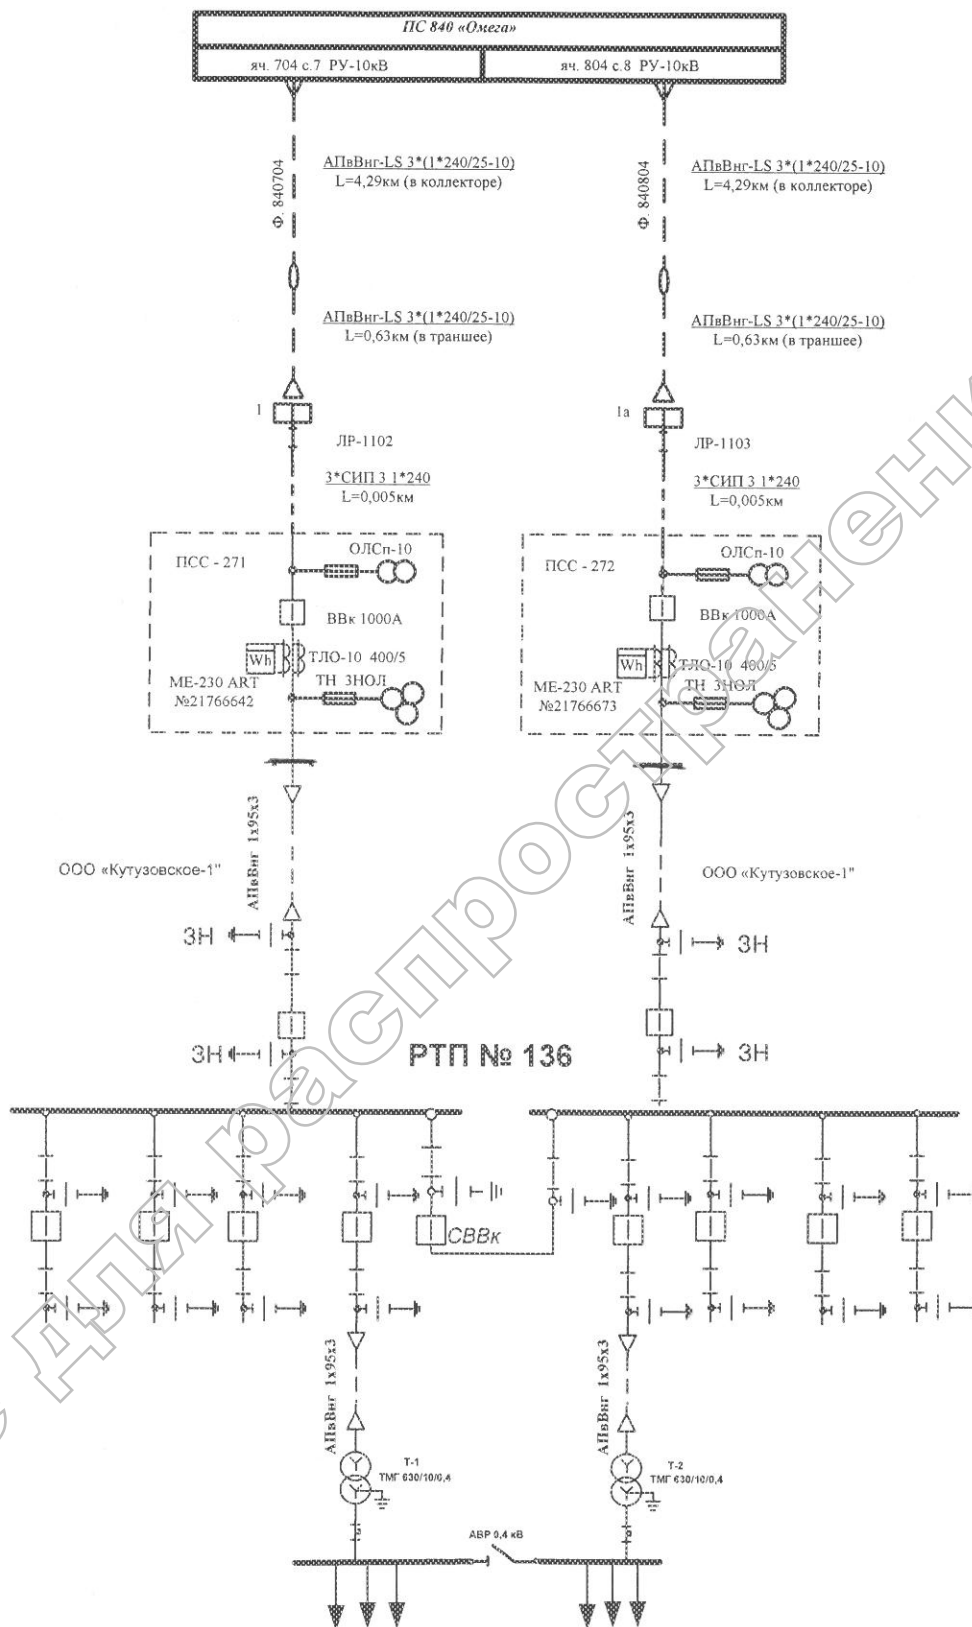 ПС 840 «Омега»
яч. 704 с.7 РУ-10кВ
яч. 804 с.8 РУ-10кВ
Ф. 840704
АПвВнг-LS 3*(1*240/25-10)
L=4,29км (в коллекторе)
Ф. 840804
АПвВнг-LS 3*(1*240/25-10)
L=4,29км (в коллекторе)
АПвВнг-LS 3*(1*240/25-10)
L=0,63км (в траншее)
АПвВнг-LS 3*(1*240/25-10)
L=0,63км (в траншее)
1
ЛР-1102
1а
ЛР-1103
3*СИП 3 1*240
L=0,005км
3*СИП 3 1*240
L=0,005км
ПСС - 271
ОЛСп-10
ВВк 1000А
Wh
ТЛО-10 400/5
МЕ-230 ART
№21766642
ТН ЗНОЛ
ПСС - 272
ОЛСп-10
ВВк 1000А
Wh
ТЛО-10 400/5
МЕ-230 ART
№21766673
ТН ЗНОЛ
АПвВнг 1х95х3
АПвВнг 1х95х3
ООО «Кутузовское-1"
ООО «Кутузовское-1"
ЗН
ЗН
ЗН
ЗН
РТП № 136
СВВк
АПвВнг 1х95х3
АПвВнг 1х95х3
Т-1
ТМГ 630/10/0,4
Т-2
ТМГ 630/10/0,4
АВР 0,4 кВ
для распространени